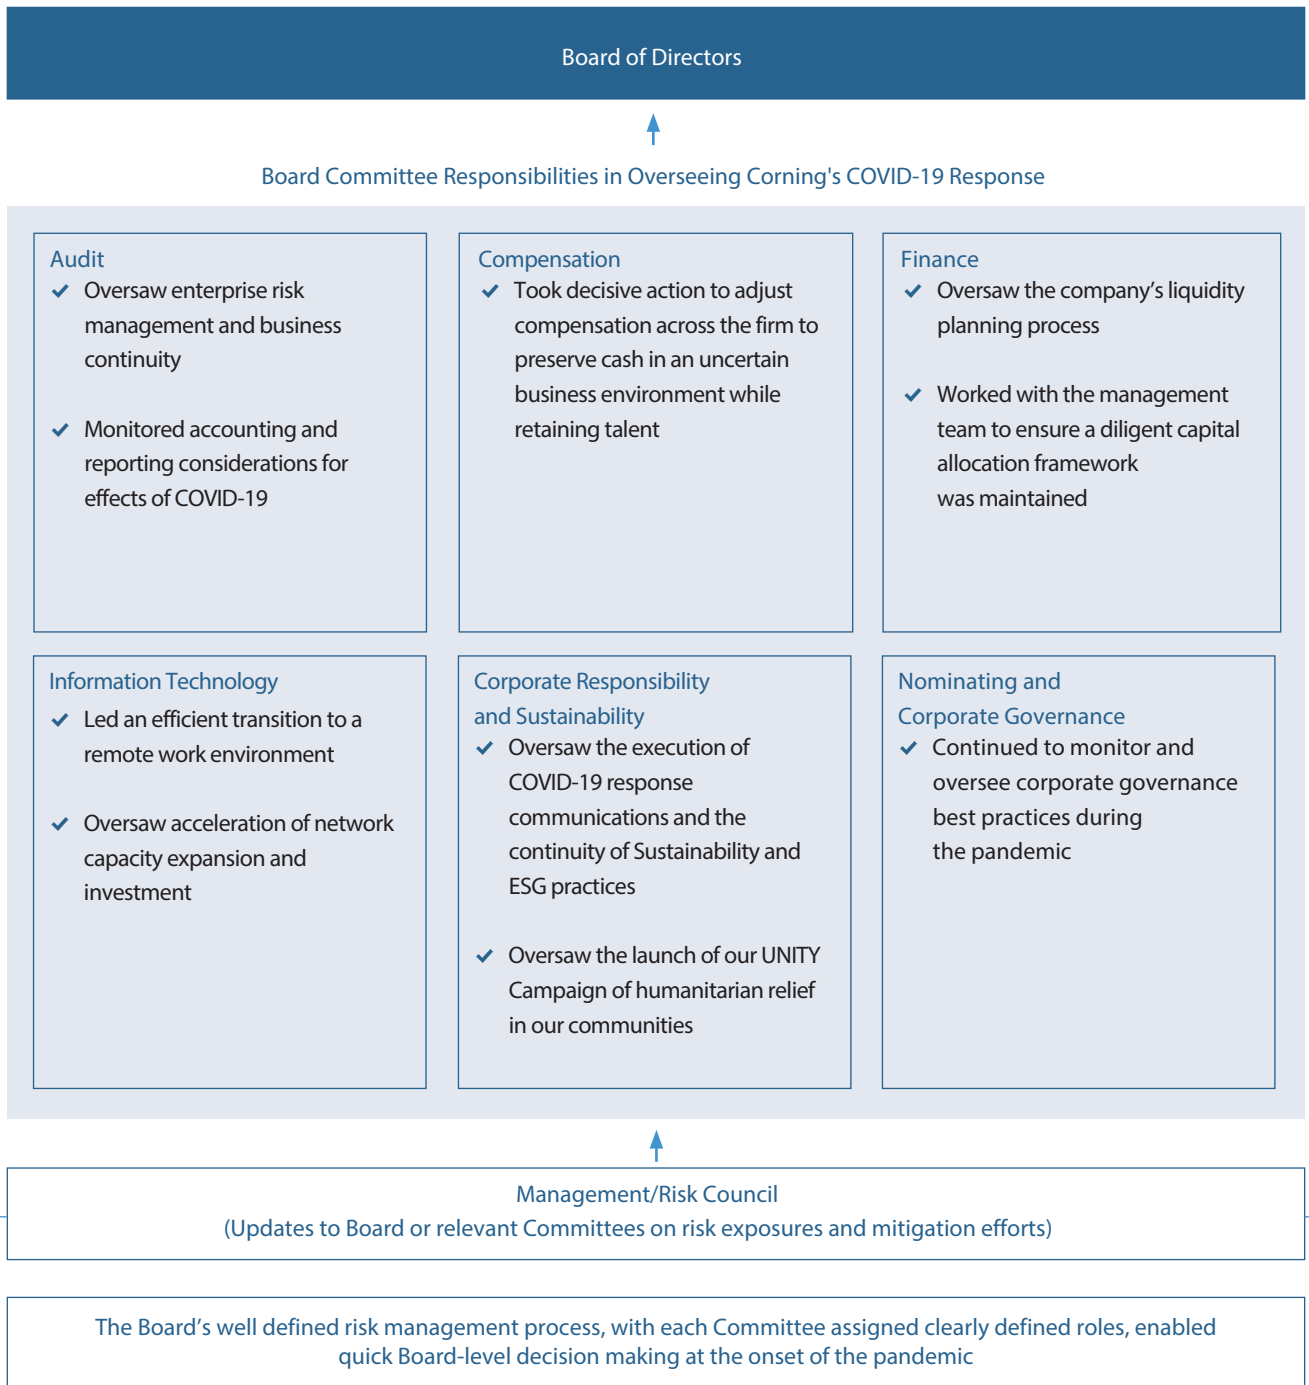 Board of Directors
Board Committee Responsibilities in Overseeing Corning's COVID-19 Response
Audit
Oversaw enterprise risk
management and business
continuity
Monitored accounting and
reporting considerations for
effects of COVID-19
Compensation
Took decisive action to adjust
compensation across the firm to
preserve cash in an uncertain
business environment while
retaining talent
Finance
Oversaw the company’s liquidity
planning process
Worked with the management
team to ensure a diligent capital
allocation framework
was maintained
Information Technology
Led an efficient transition to a
remote work environment
Oversaw acceleration of network
capacity expansion and
investment
Corporate Responsibility
and Sustainability
Oversaw the execution of
COVID-19 response
communications and the
continuity of Sustainability and
ESG practices
Oversaw the launch of our UNITY
Campaign of humanitarian relief
in our communities
Nominating and
Corporate Governance
Continued to monitor and
oversee corporate governance
best practices during
the pandemic
Management/Risk Council
(Updates to Board or relevant Committees on risk exposures and mitigation efforts)
The Board’s well defined risk management process, with each Committee assigned clearly defined roles, enabled
quick Board-level decision making at the onset of the pandemic